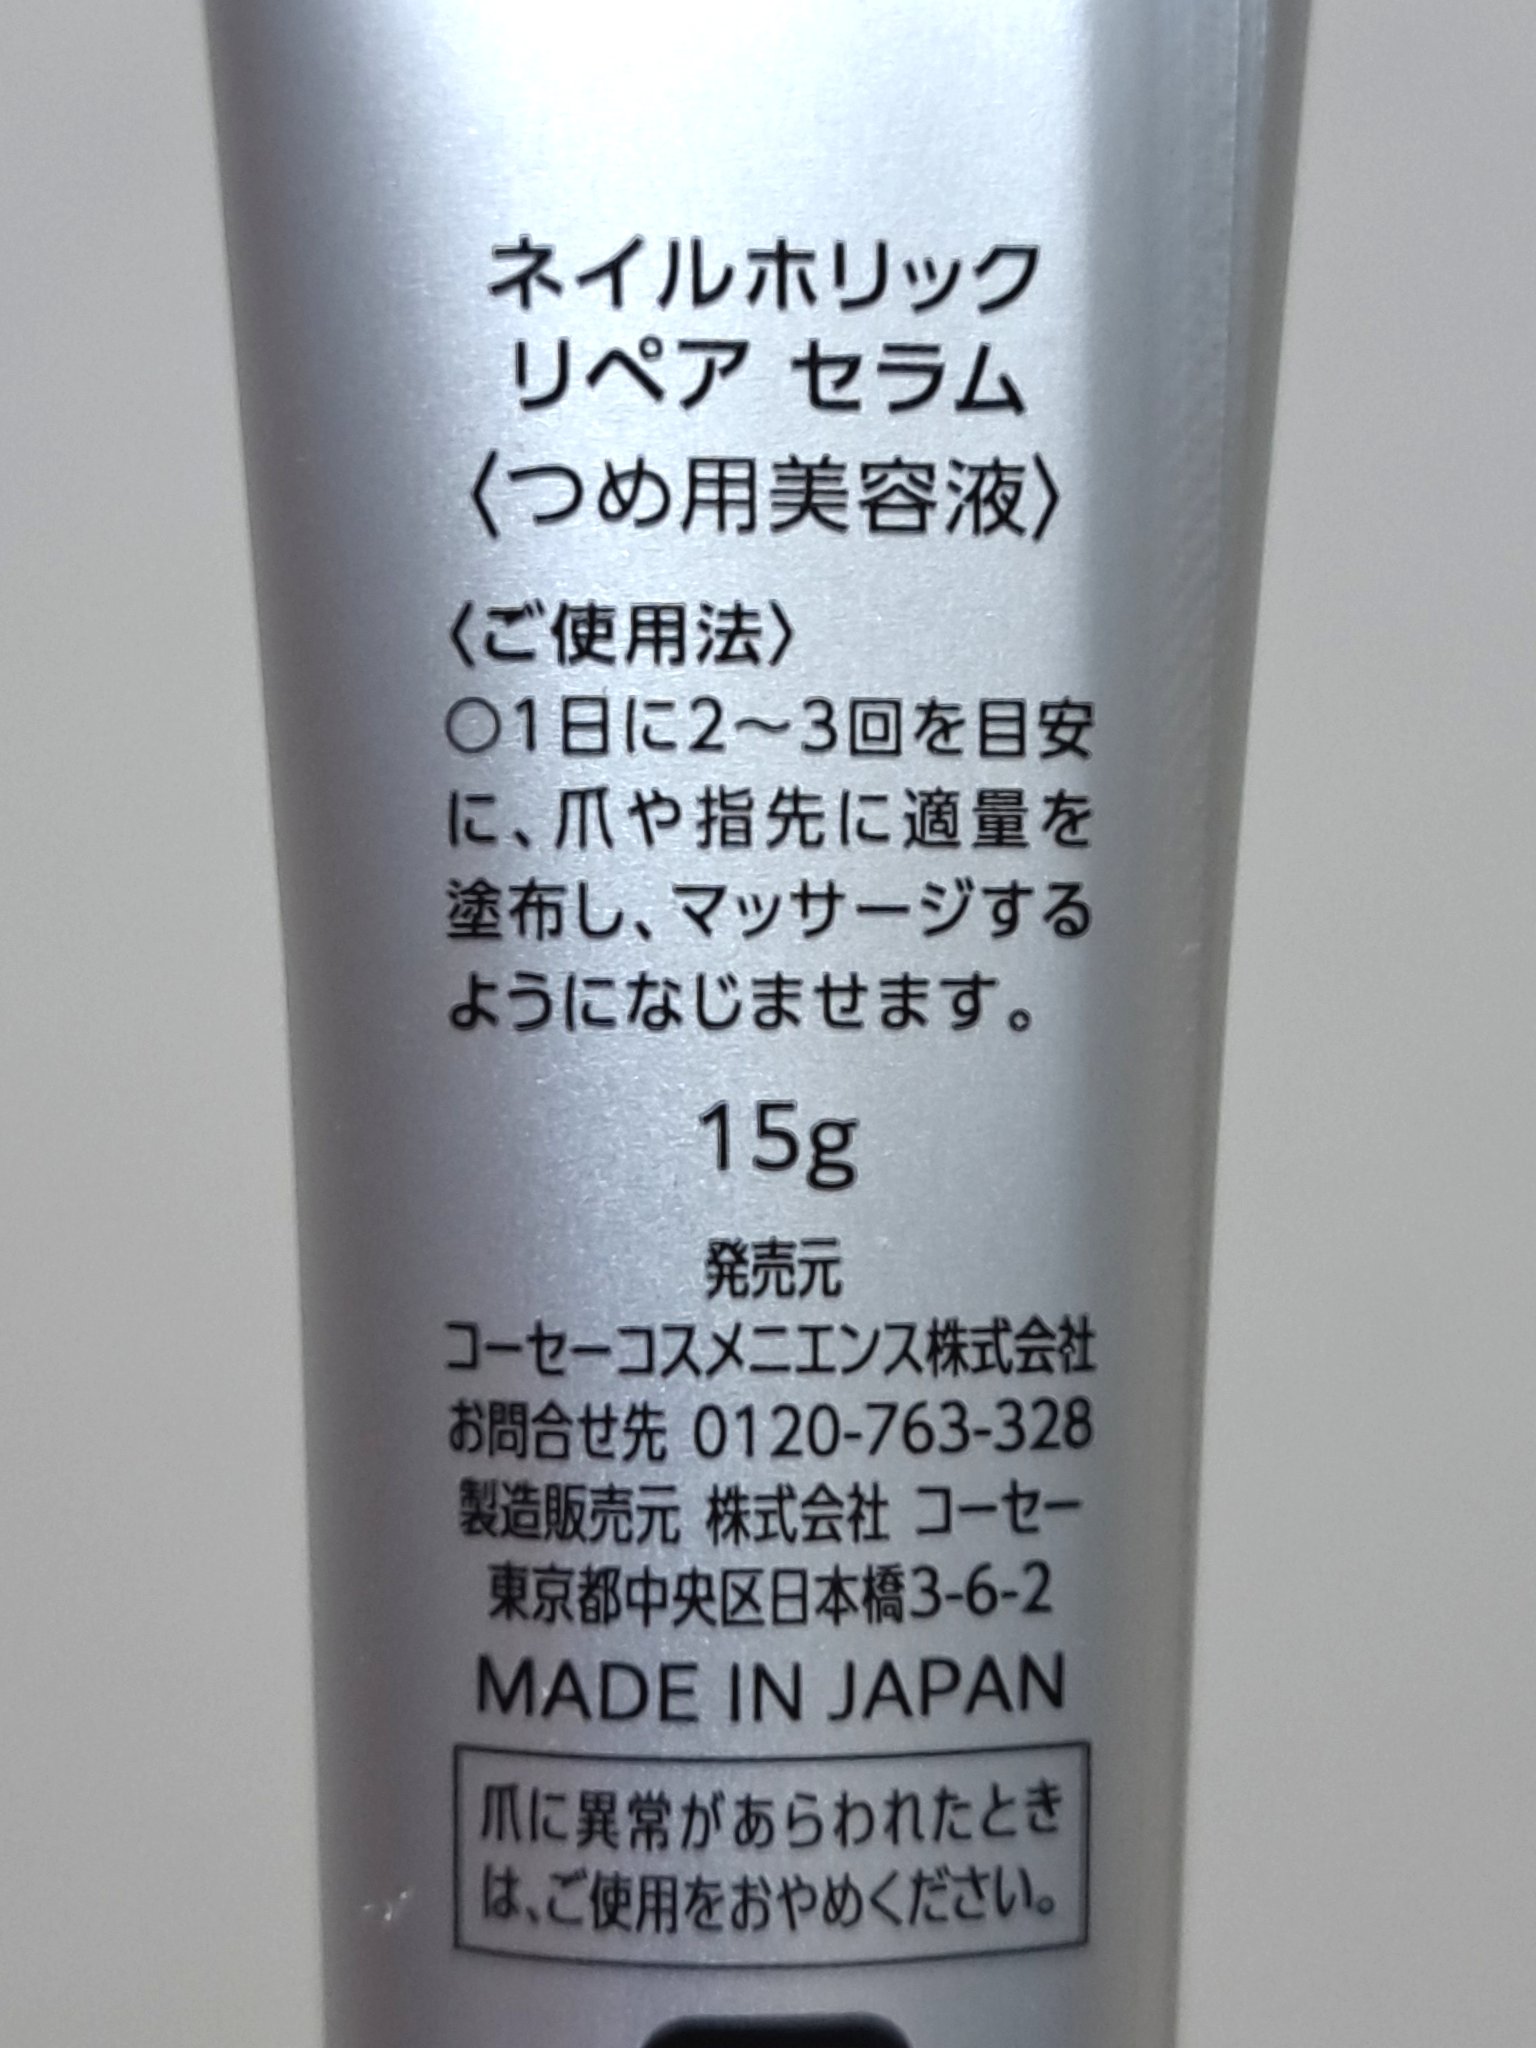 ネイルホリック
リペア セラム
〈つめ用美容液〉
〈ご使用法〉
○1日に2～3回を目安
に、爪や指先に適量を
塗布し、マッサージする
ようになじませます。
15g
発売元
コーセーコスメニエンス株式会社
お問合せ先 0120-763-328
製造販売元 株式会社 コーセー
東京都中央区日本橋3-6-2
MADE IN JAPAN
爪に異常があらわれたとき
は、ご使用をおやめください。